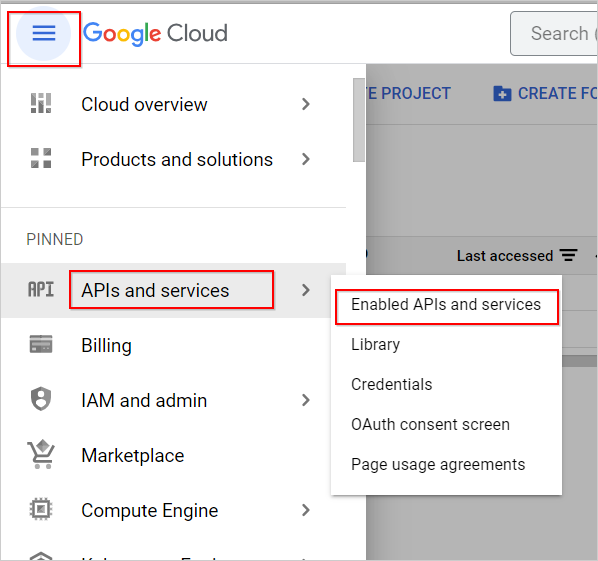 Google Cloud
Search (
Cloud overview
Products and solutions
PROJECT
CREATE FO
PINNED
Last accessed
API
APIs and services
Enabled APIs and services
Billing
Library
IAM and admin
Credentials
OAuth consent screen
Marketplace
Page usage agreements
Compute Engine